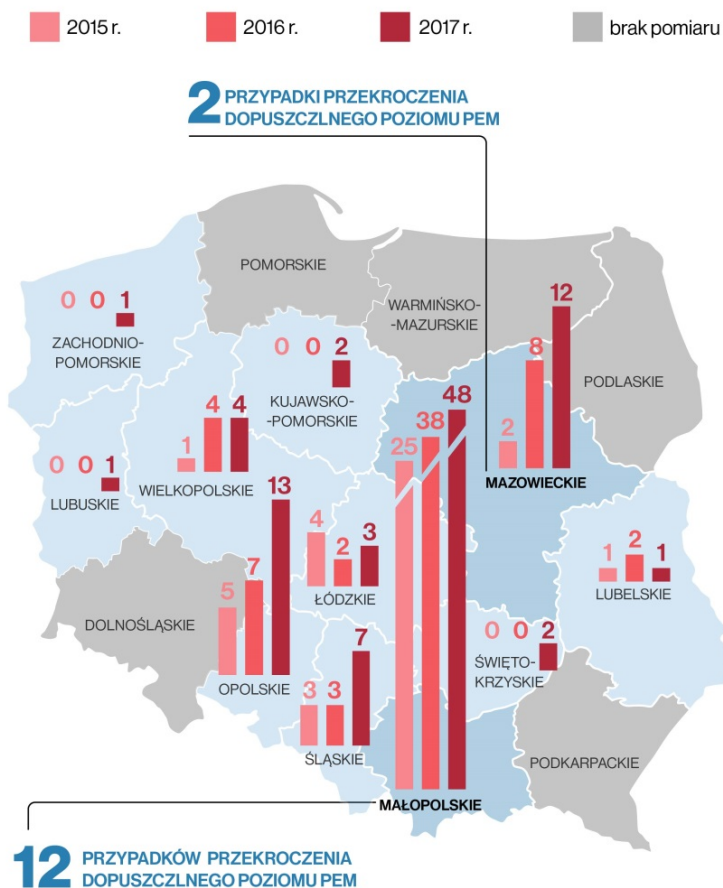 2015 r. 2016 r. 2017 r. brak pomiaru
2 PRZYPADKI PRZEKROCZENIA
DOPUSZCZLNEGO POZIOMU PEM
POMORSKIE
WARMIŃSKO-
-MAZURSKIE
PODLASKIE
0 0 1
ZACHODNIO-
POMORSKIE
0 0 2
KUJAWSKO-
-POMORSKIE
2 8 12
MAZOWIECKIE
0 0 1
LUBUSKIE
1 4 4
WIELKOPOLSKIE
25 38 48
MAŁOPOLSKIE
4 2 3
ŁÓDZKIE
1 2 1
LUBELSKIE
DOLNOŚLĄSKIE
5 7 13
OPOLSKIE
3 3 7
ŚLĄSKIE
0 0 2
ŚWIĘTO-
KRZYSKIE
PODKARPACKIE
12 PRZYPADKÓW PRZEKROCZENIA
DOPUSZCZLNEGO POZIOMU PEM